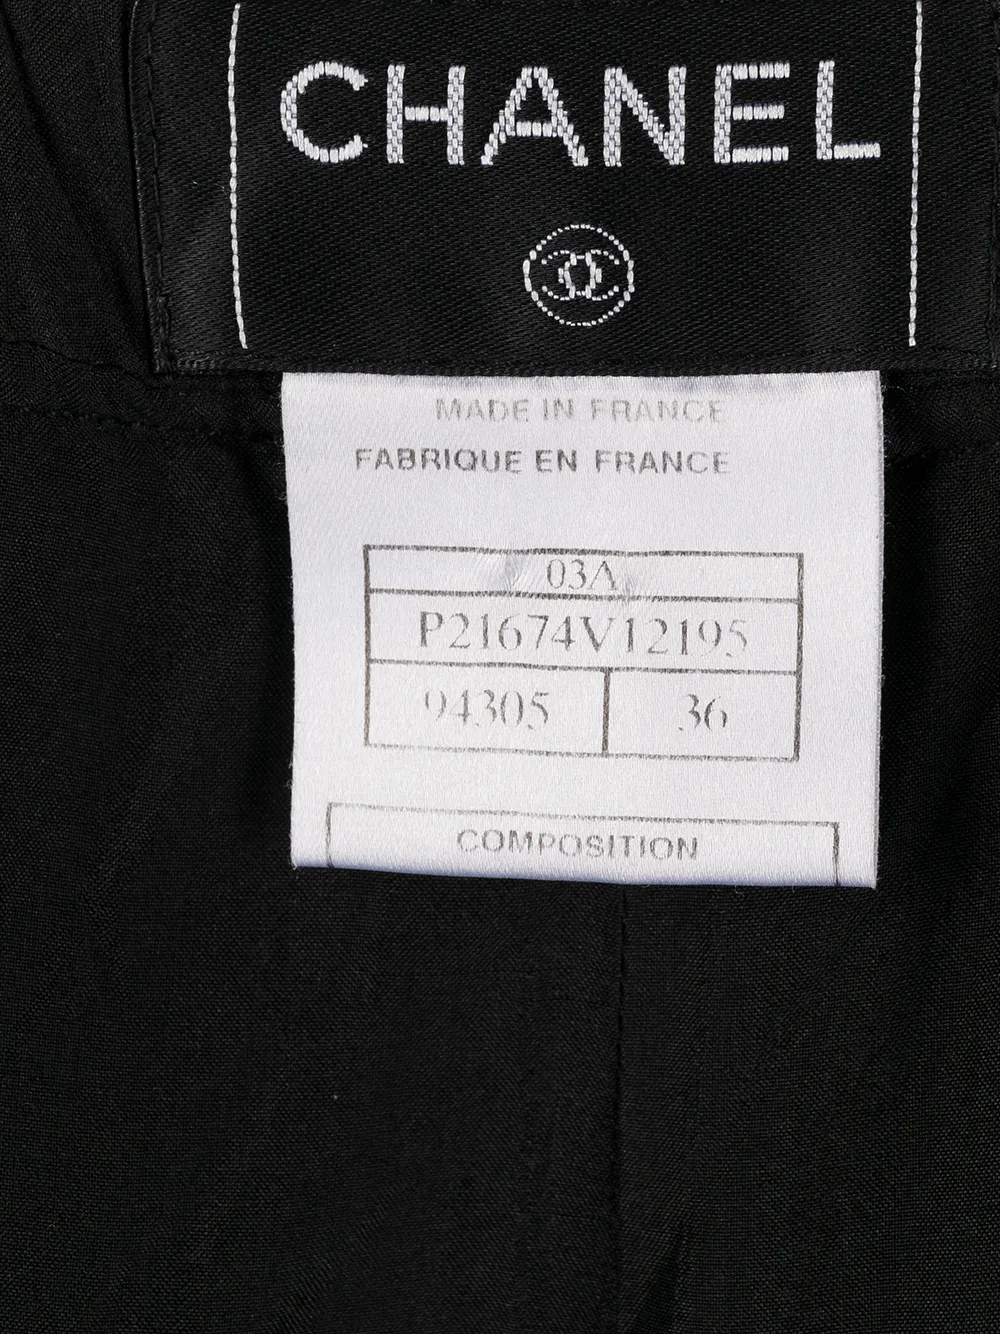 CHANEL
MADE IN FRANCE
FABRIQUE EN FRANCE
03A
P21674V12195
94305 36
COMPOSITION